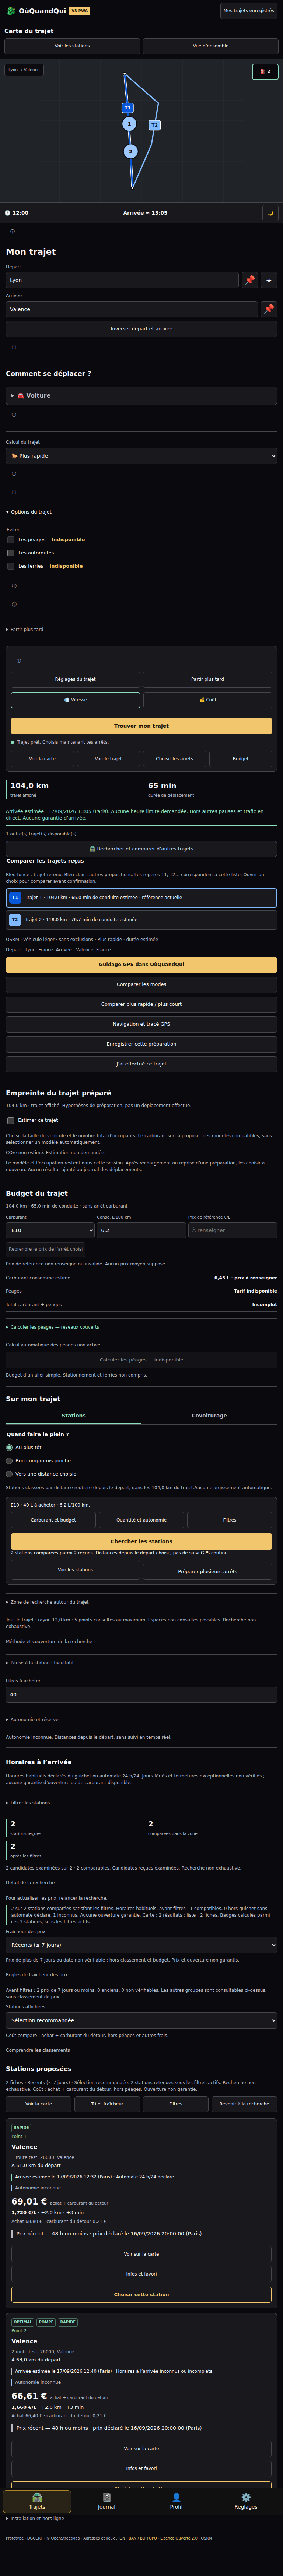 OùQuandQui V3 PWA
Mes trajets enregistrés
Carte du trajet
Voir les stations
Vue d’ensemble
Lyon → Valence
2
T1
T2
1
2
12:00
Arrivée ≈ 13:05
Mon trajet
Départ
Lyon
Arrivée
Valence
Inverser départ et arrivée
Comment se déplacer ?
Voiture
Calcul du trajet
Plus rapide
Options du trajet
Éviter
Les péages Indisponible
Les autoroutes
Les ferries Indisponible
Partir plus tard
Réglages du trajet
Partir plus tard
Vitesse
Coût
Trouver mon trajet
Trajet prêt. Choisis maintenant tes arrêts.
Voir la carte
Voir le trajet
Choisir les arrêts
Budget
104,0 km
trajet affiché
65 min
durée de déplacement
Arrivée estimée : 17/09/2026 13:05 (Paris). Aucune heure limite demandée. Hors autres pauses et trafic en
direct. Aucune garantie d’arrivée.
1 autre(s) trajet(s) disponible(s).
Rechercher et comparer d’autres trajets
Comparer les trajets reçus
Bleu foncé : trajet retenu. Bleu clair : autres propositions. Les repères T1, T2… correspondent à cette liste. Ouvrir un
choix pour comparer avant confirmation.
T1 Trajet 1 · 104,0 km · 65,0 min de conduite estimée · référence actuelle
T2 Trajet 2 · 118,0 km · 76,7 min de conduite estimée
OSRM · véhicule léger · sans exclusions · Plus rapide · durée estimée
Départ : Lyon, France. Arrivée : Valence, France.
Guidage GPS dans OùQuandQui
Comparer les modes
Comparer plus rapide / plus court
Navigation et tracé GPS
Enregistrer cette préparation
J’ai effectué ce trajet
Empreinte du trajet préparé
104,0 km · trajet affiché. Hypothèses de préparation, pas un déplacement effectué.
Estimer ce trajet
Choisir la taille du véhicule et le nombre total d’occupants. Le carburant sert à proposer des modèles compatibles, sans
sélectionner un modèle automatiquement.
CO₂e non estimé. Estimation non demandée.
Le modèle et l’occupation restent dans cette session. Après rechargement ou reprise d’une préparation, les choisir à
nouveau. Aucun résultat ajouté au journal des déplacements.
Budget du trajet
104,0 km · 65,0 min de conduite · sans arrêt carburant
Carburant
Conso. L/100 km
Prix de référence €/L
E10
6.2
À renseigner
Reprendre le prix de l’arrêt choisi
Prix de référence non renseigné ou invalide. Aucun prix moyen supposé.
Carburant consommé estimé
6,45 L · prix à renseigner
Péages
Tarif indisponible
Total carburant + péages
Incomplet
Calculer les péages — réseaux couverts
Calcul automatique des péages non activé.
Calculer les péages — indisponible
Budget d’un aller simple. Stationnement et ferries non compris.
Sur mon trajet
Stations
Covoiturage
Quand faire le plein ?
Au plus tôt
Bon compromis proche
Vers une distance choisie
Stations classées par distance routière depuis le départ, dans les 104,0 km du trajet.Aucun élargissement automatique.
E10 · 40 L à acheter · 6.2 L/100 km.
Carburant et budget
Quantité et autonomie
Filtres
Chercher les stations
2 stations comparées parmi 2 reçues. Distances depuis le départ choisi ; pas de suivi GPS continu.
Voir les stations
Préparer plusieurs arrêts
Zone de recherche autour du trajet
Tout le trajet · rayon 12,0 km · 5 points consultés au maximum. Espaces non consultés possibles. Recherche non
exhaustive.
Méthode et couverture de la recherche
Pause à la station · facultatif
Litres à acheter
40
Autonomie et réserve
Autonomie inconnue. Distances depuis le départ, sans suivi en temps réel.
Horaires à l’arrivée
Horaires habituels déclarés du guichet ou automate 24 h/24. Jours fériés et fermetures exceptionnelles non vérifiés ;
aucune garantie d’ouverture ou de carburant disponible.
Filtrer les stations
2
stations reçues
2
comparées dans la zone
2
après les filtres
2 candidates examinées sur 2 · 2 comparables. Candidates reçues examinées. Recherche non exhaustive.
Détail de la recherche
Pour actualiser les prix, relancer la recherche.
2 sur 2 stations comparées satisfont les filtres. Horaires habituels, avant filtres : 1 compatible, 0 hors guichet sans
automate déclaré, 1 inconnus. Aucune ouverture garantie. Carte : 2 résultats ; liste : 2 fiches. Badges calculés parmi
ces 2 stations, sous les filtres actifs.
Fraîcheur des prix
Récents (≤ 7 jours)
Prix de plus de 7 jours ou date non vérifiable : hors classement et budget. Prix et ouverture non garantis.
Règles de fraîcheur des prix
Avant filtres : 2 prix de 7 jours ou moins, 0 anciens, 0 non vérifiables. Les autres groupes sont consultables ci-dessus,
sans classement de prix.
Stations affichées
Sélection recommandée
Coût comparé : achat + carburant du détour, hors péages et autres frais.
Comprendre les classements
Stations proposées
2 fiches · Récents (≤ 7 jours) · Sélection recommandée. 2 stations retenues sous les filtres actifs. Recherche non
exhaustive. Coût : achat + carburant du détour, hors péages. Ouverture non garantie.
Voir la carte
Tri et fraîcheur
Filtres
Revenir à la recherche
RAPIDE
Point 1
Valence
1 route test, 26000, Valence
À 51,0 km du départ
Arrivée estimée le 17/09/2026 12:32 (Paris) · Automate 24 h/24 déclaré
Autonomie inconnue
69,01 € achat + carburant du détour
1,720 €/L · +2,0 km · +3 min
Achat 68,80 € · carburant du détour 0,21 €
Prix récent — 48 h ou moins · prix déclaré le 16/09/2026 20:00:00 (Paris)
Voir sur la carte
Infos et favori
Choisir cette station
OPTIMAL POMPE RAPIDE
Point 2
Valence
2 route test, 26000, Valence
À 63,0 km du départ
Arrivée estimée le 17/09/2026 12:40 (Paris) · Horaires à l’arrivée inconnus ou incomplets.
Autonomie inconnue
66,61 € achat + carburant du détour
1,660 €/L · +2,0 km · +3 min
Achat 66,40 € · carburant du détour 0,21 €
Prix récent — 48 h ou moins · prix déclaré le 16/09/2026 20:00:00 (Paris)
Voir sur la carte
Infos et favori
Trajets
Journal
Profil
Réglages
Installation et hors ligne
Prototype · DGCCRF · © OpenStreetMap · Adresses et lieux : IGN · BAN / BD TOPO · Licence Ouverte 2.0 · OSRM